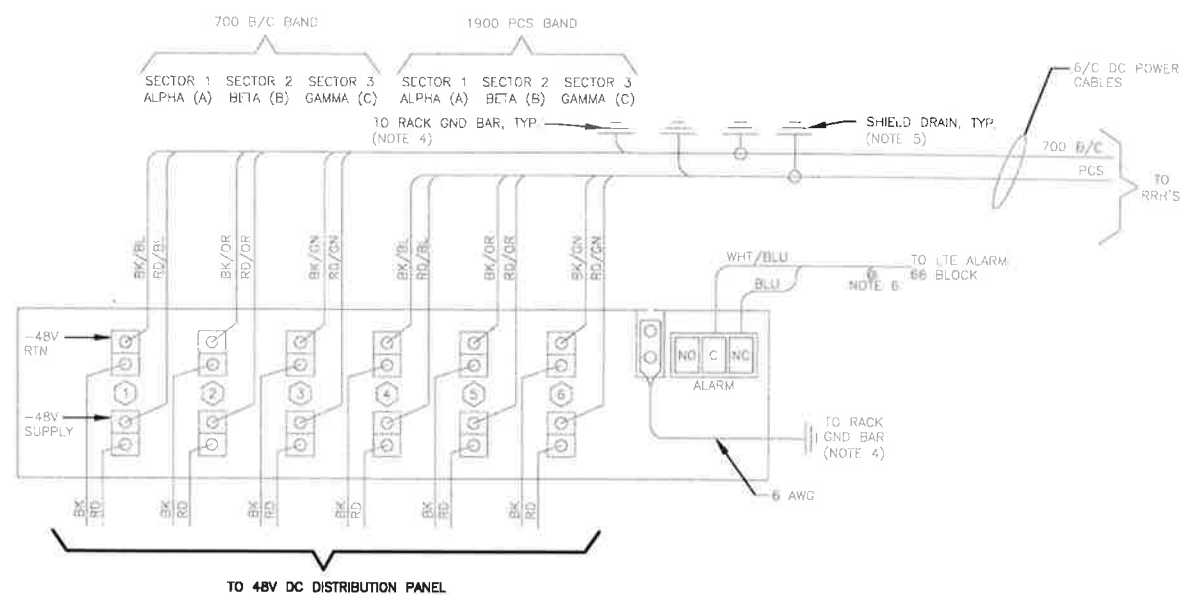 700 B/C BAND
1900 PCS BAND
SECTOR 1
ALPHA (A)
SECTOR 2
BETA (B)
SECTOR 3
GAMMA (C)
SECTOR 1
ALPHA (A)
SECTOR 2
BETA (B)
SECTOR 3
GAMMA (C)
6/C DC POWER
CABLES
TO RACK GND BAR, TYP.
(NOTE 4)
SHIELD DRAIN, TYP.
(NOTE 5)
700 B/C
PCS
TO
RRH'S
BK/BL
RD/BL
BK/OR
RD/OR
BK/GN
RD/GN
BK/BL
RD/BL
BK/OR
RD/OR
BK/GN
RD/GN
WHT/BLU
BLU
NOTE 6
TO LTE ALARM
66 BLOCK
-48V
RTN
-48V
SUPPLY
1
2
3
4
5
6
NO
C
NC
ALARM
TO RACK
GND BAR
(NOTE 4)
6 AWG
BK
RD
BK
RD
BK
RD
BK
RD
BK
RD
BK
RD
TO 48V DC DISTRIBUTION PANEL